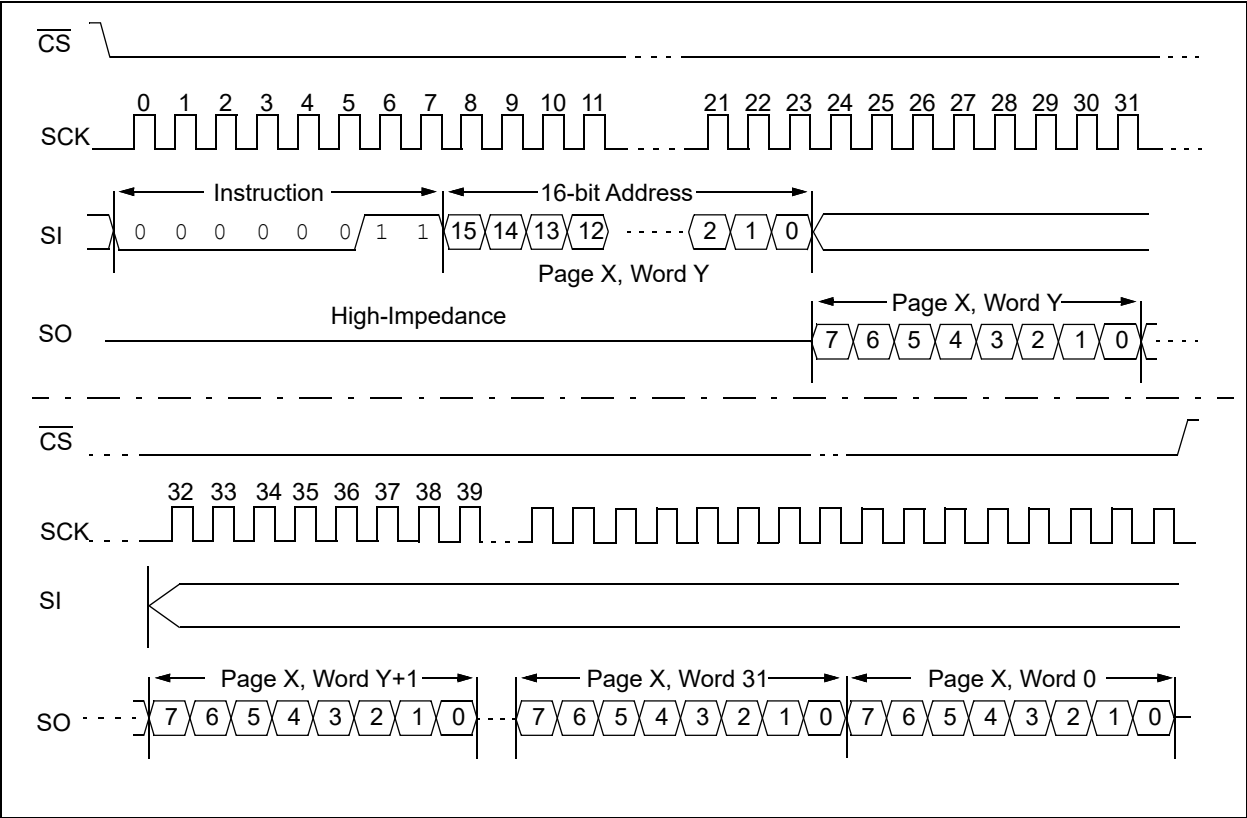 CS
0 1 2 3 4 5 6 7 8 9 10 11 21 22 23 24 25 26 27 28 29 30 31
SCK
Instruction 16-bit Address
SI 0 0 0 0 0 0 1 1 15 14 13 12 2 1 0
Page X, Word Y
Page X, Word Y
High-Impedance
SO 7 6 5 4 3 2 1 0
CS
32 33 34 35 36 37 38 39
SCK
SI
Page X, Word Y+1 Page X, Word 31 Page X, Word 0
SO 7 6 5 4 3 2 1 0 7 6 5 4 3 2 1 0 7 6 5 4 3 2 1 0